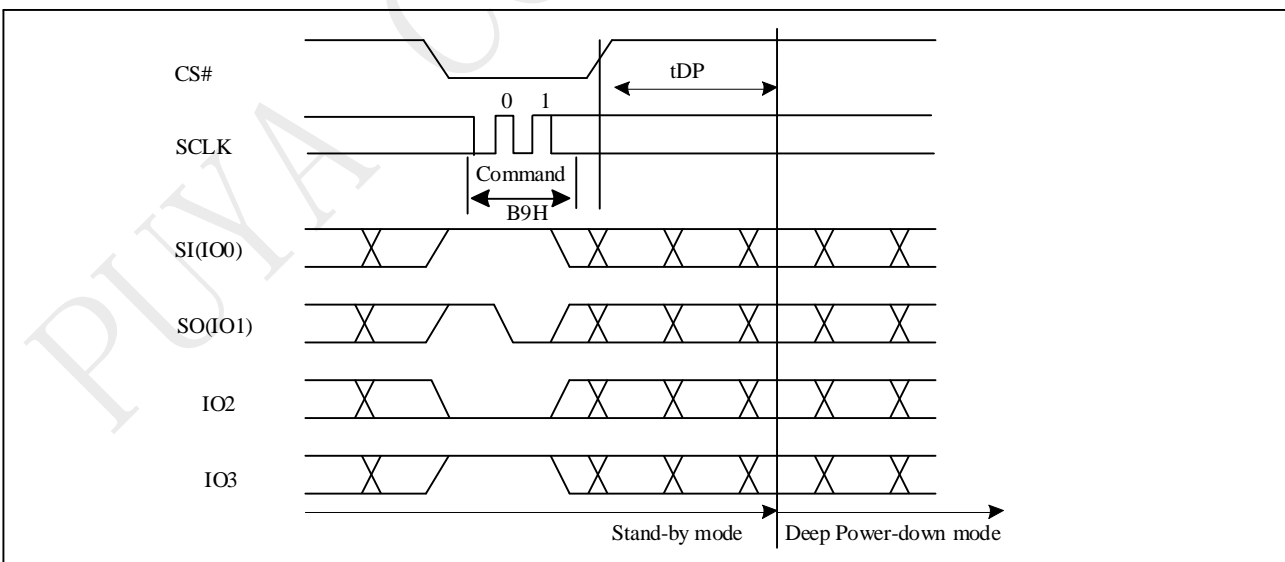 PUYA
CS#
tDP
0 1
SCLK
Command
B9H
SI(IO0)
SO(IO1)
IO2
IO3
Stand-by mode
Deep Power-down mode